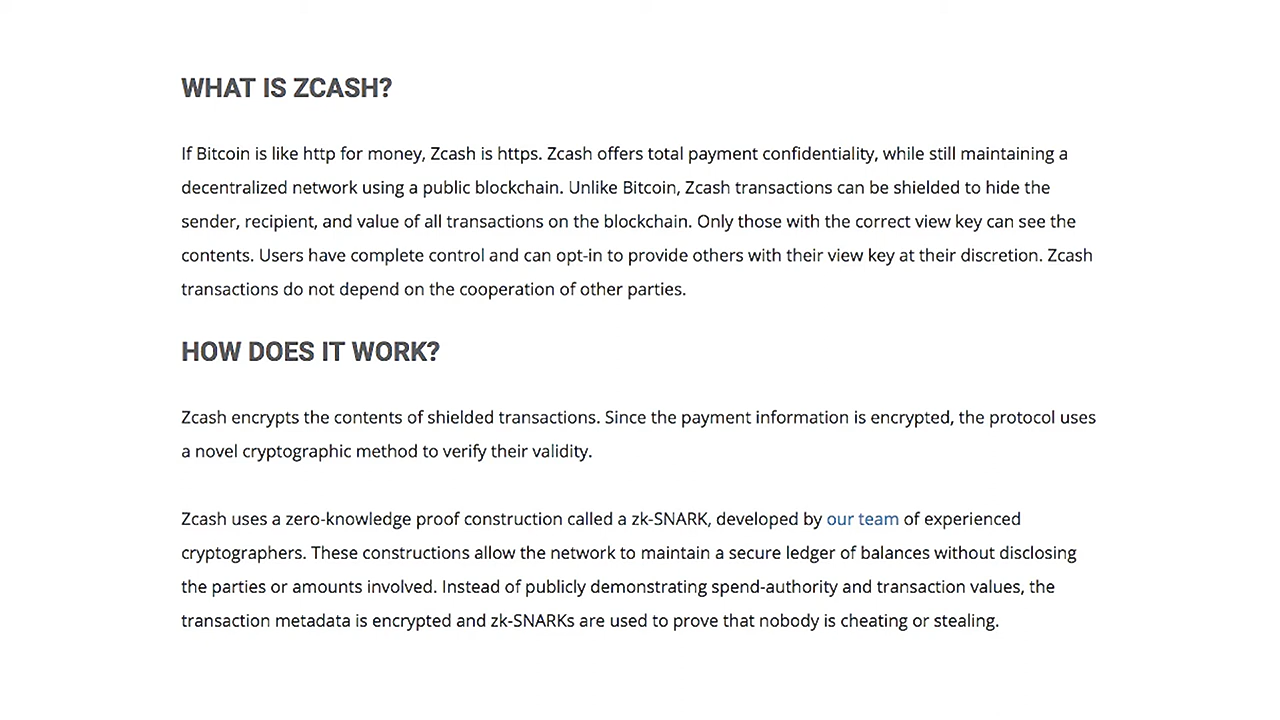 WHAT IS ZCASH?
If Bitcoin is like http for money, Zcash is https. Zcash offers total payment confidentiality, while still maintaining a
decentralized network using a public blockchain. Unlike Bitcoin, Zcash transactions can be shielded to hide the
sender, recipient, and value of all transactions on the blockchain. Only those with the correct view key can see the
contents. Users have complete control and can opt-in to provide others with their view key at their discretion. Zcash
transactions do not depend on the cooperation of other parties.
HOW DOES IT WORK?
Zcash encrypts the contents of shielded transactions. Since the payment information is encrypted, the protocol uses
a novel cryptographic method to verify their validity.
Zcash uses a zero-knowledge proof construction called a zk-SNARK, developed by our team of experienced
cryptographers. These constructions allow the network to maintain a secure ledger of balances without disclosing
the parties or amounts involved. Instead of publicly demonstrating spend-authority and transaction values, the
transaction metadata is encrypted and zk-SNARKs are used to prove that nobody is cheating or stealing.